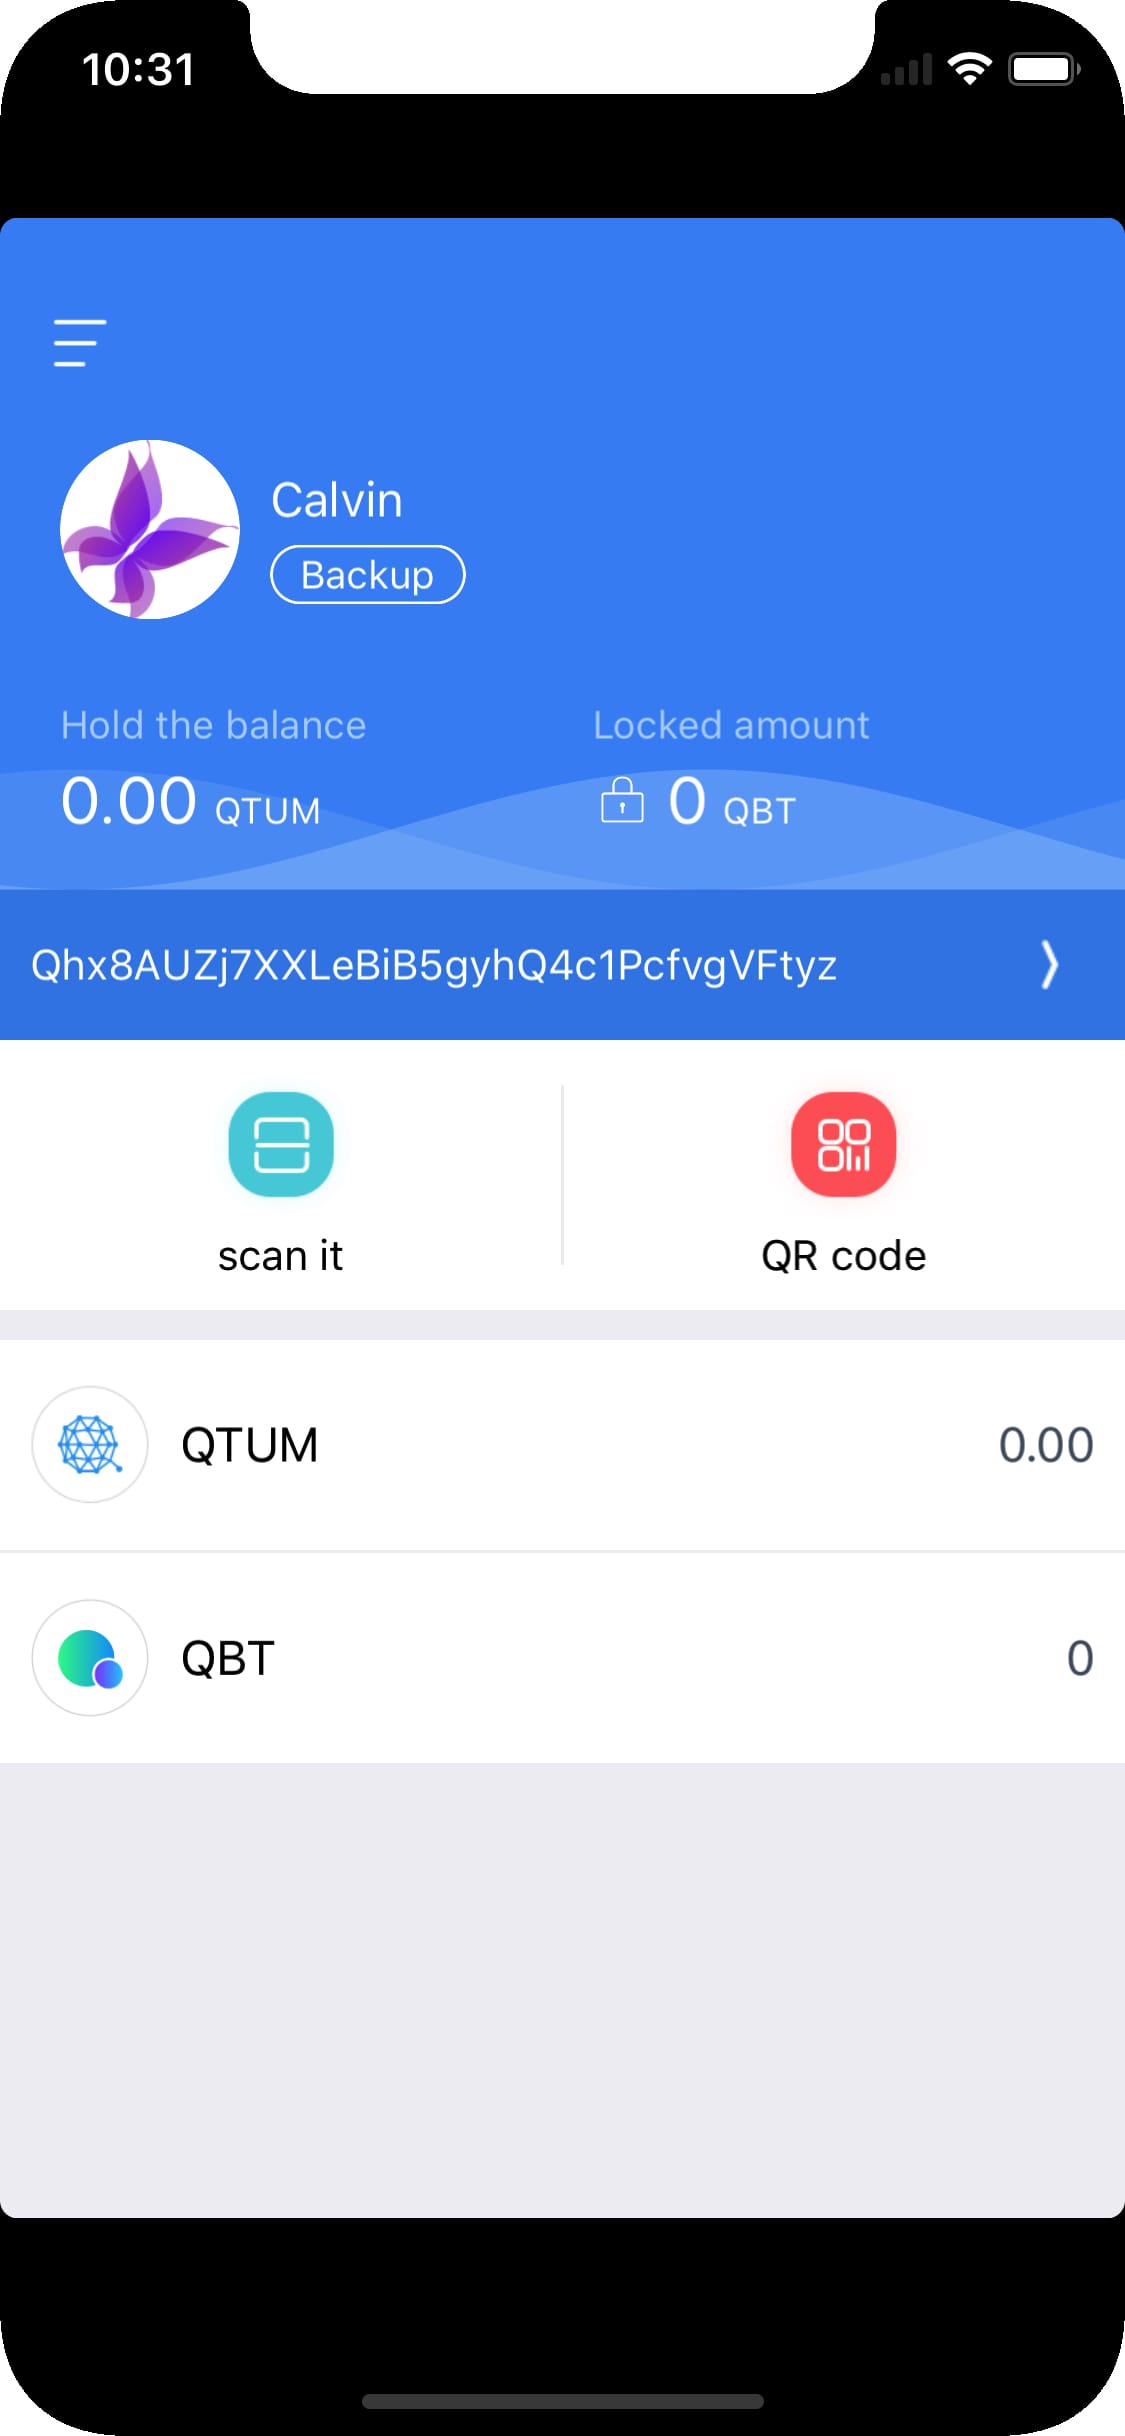 10:31
Calvin
Backup
Hold the balance
Locked amount
0.00 QTUM
0 QBT
Qhx8AUZj7XXLeBiB5gyhQ4c1PcfvgVFtyz
scan it
QR code
QTUM
0.00
QBT
0